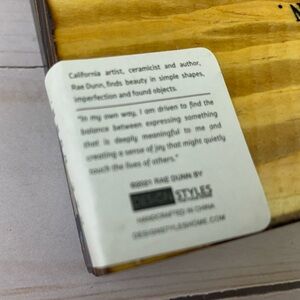 California artist, ceramicist and author,
Rae Dunn, finds beauty in simple shapes,
imperfection and found objects.
"In my own way, I am driven to find the
balance between expressing something
that is deeply meaningful to me and
creating a sense of joy that might quietly
touch the lives of others."
©2021 RAE DUNN BY
DESIGN STYLES
HANDCRAFTED IN CHINA
DESIGNSTYLESHOME.COM